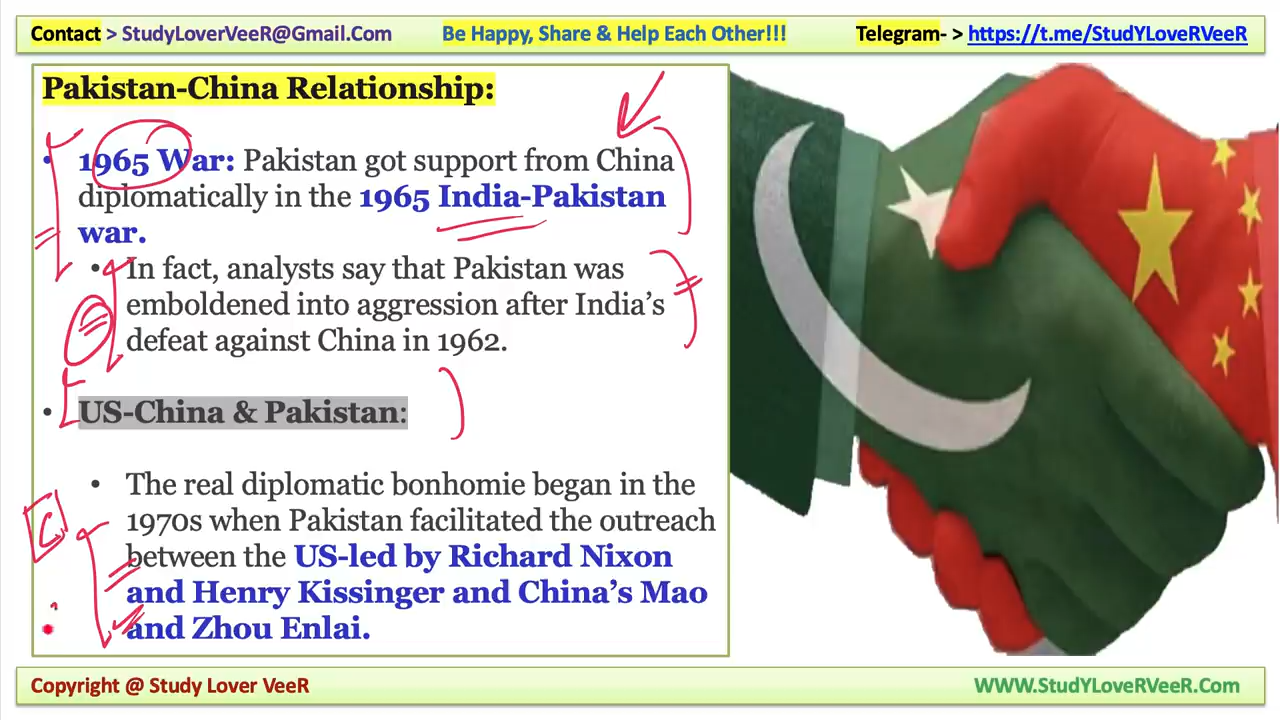 Contact > StudyLoverVeeR@Gmail.Com Be Happy, Share & Help Each Other!!! Telegram- > https://t.me/StudYLoveRVeeR
Pakistan-China Relationship:
• 1965 War: Pakistan got support from China
diplomatically in the 1965 India-Pakistan
war.
• In fact, analysts say that Pakistan was
emboldened into aggression after India’s
defeat against China in 1962.
• US-China & Pakistan:
• The real diplomatic bonhomie began in the
1970s when Pakistan facilitated the outreach
between the US-led by Richard Nixon
and Henry Kissinger and China’s Mao
and Zhou Enlai.
Copyright @ Study Lover VeeR WWW.StudYLoveRVeeR.Com